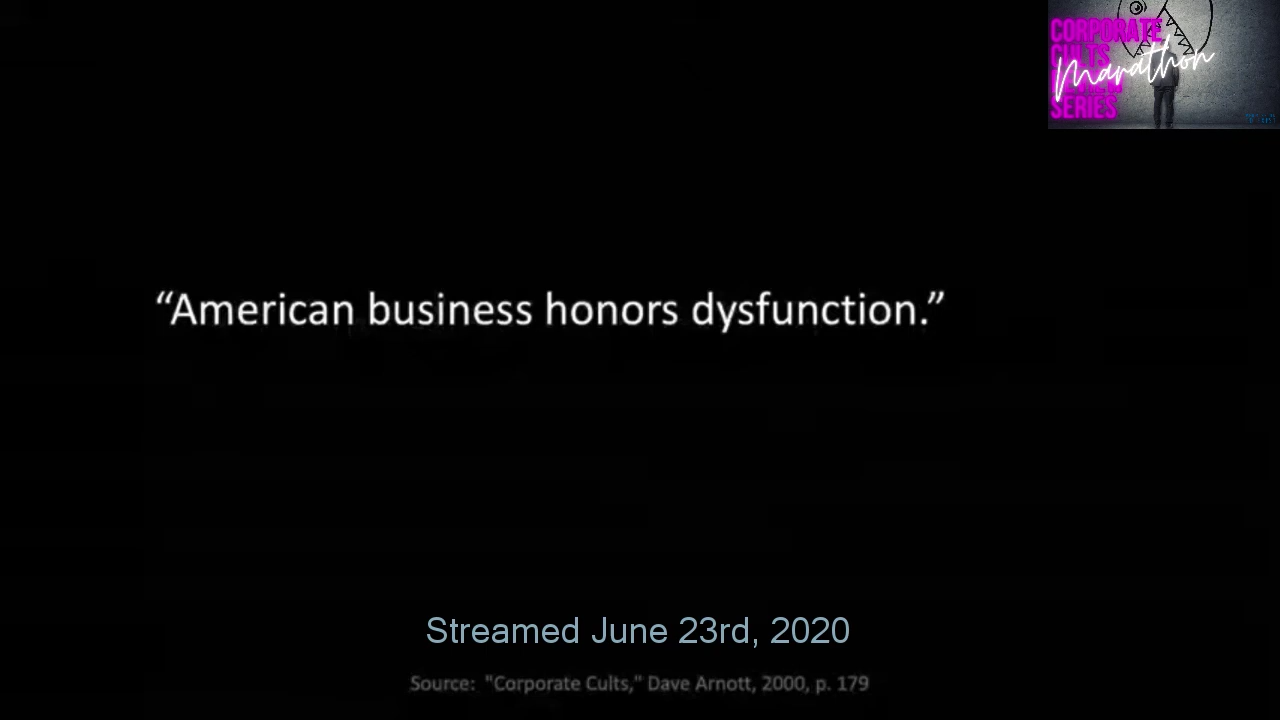 CORPORATE
CULTS
Marathon
SERIES
“American business honors dysfunction.”
Streamed June 23rd, 2020
Source: "Corporate Cults," Dave Arnott, 2000, p. 179